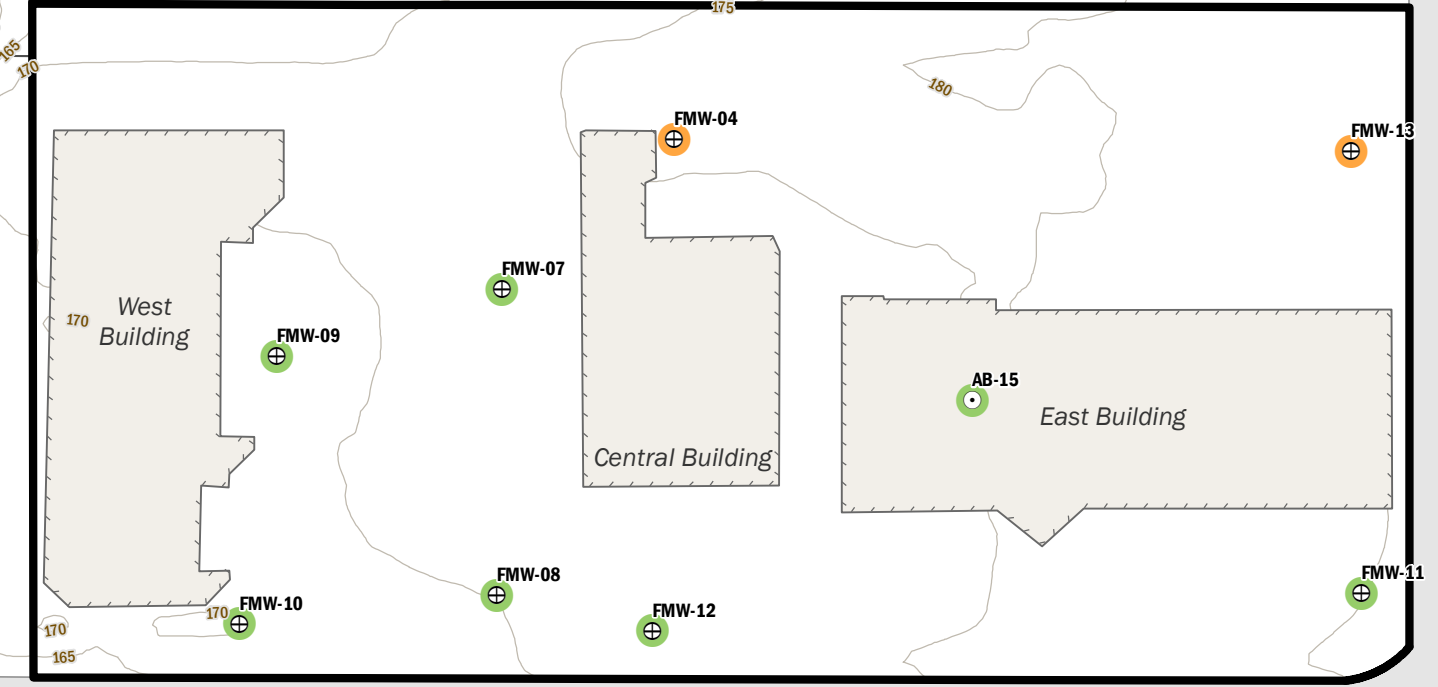 175
165
170
180
FMW-04
FMW-13
FMW-07
West
Building
170
FMW-09
AB-15
East Building
Central Building
FMW-08
FMW-11
170
FMW-10
FMW-12
170
165